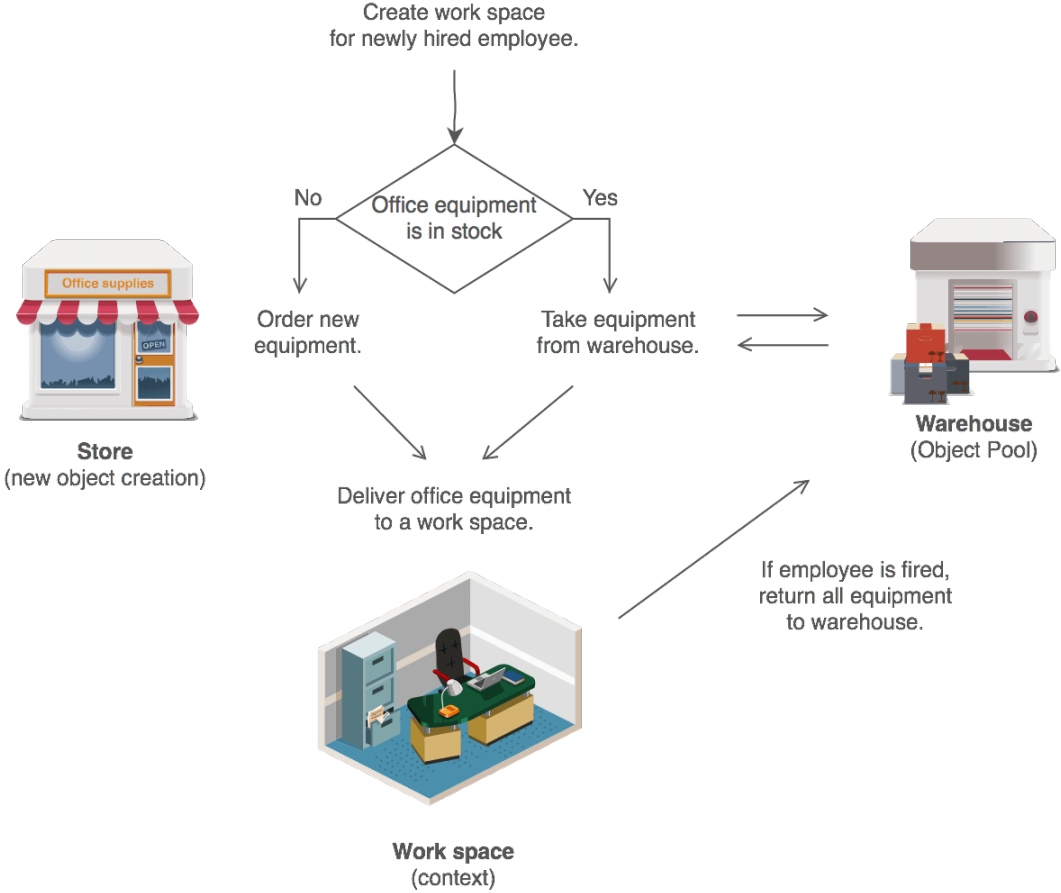 Create work space
for newly hired employee.
No
Yes
Office equipment
is in stock
Office supplies
OPEN
Order new
equipment.
Take equipment
from warehouse.
Store
(new object creation)
Warehouse
(Object Pool)
Deliver office equipment
to a work space.
If employee is fired,
return all equipment
to warehouse.
Work space
(context)